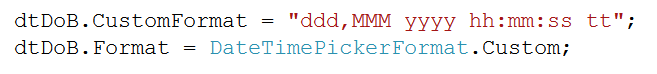 dtDoB.CustomFormat = "ddd,MMM yyyy hh:mm:ss tt";
dtDoB.Format = DateTimePickerFormat.Custom;